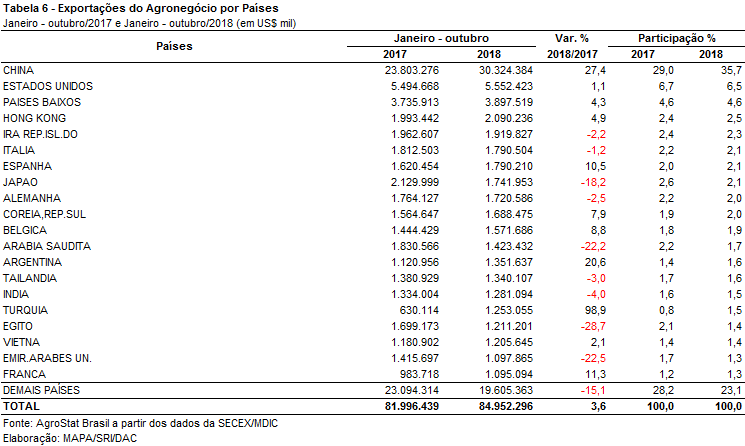 Tabela 6 - Exportações do Agronegócio por Países
Janeiro - outubro/2017 e Janeiro - outubro/2018 (em US$ mil)
Países Janeiro - outubro Var. % Participação %
2017 2018 2018/2017 2017 2018
CHINA 23.803.276 30.324.384 27,4 29,0 35,7
ESTADOS UNIDOS 5.494.668 5.552.423 1,1 6,7 6,5
PAISES BAIXOS 3.735.913 3.897.519 4,3 4,6 4,6
HONG KONG 1.993.442 2.090.236 4,9 2,4 2,5
IRA REP.ISL.DO 1.962.607 1.919.827 -2,2 2,4 2,3
ITALIA 1.812.503 1.790.504 -1,2 2,2 2,1
ESPANHA 1.620.454 1.790.210 10,5 2,0 2,1
JAPAO 2.129.999 1.741.953 -18,2 2,6 2,1
ALEMANHA 1.764.127 1.720.586 -2,5 2,2 2,0
COREIA,REP.SUL 1.564.647 1.688.475 7,9 1,9 2,0
BELGICA 1.444.429 1.571.686 8,8 1,8 1,9
ARABIA SAUDITA 1.830.566 1.423.432 -22,2 2,2 1,7
ARGENTINA 1.120.956 1.351.637 20,6 1,4 1,6
TAILANDIA 1.380.929 1.340.107 -3,0 1,7 1,6
INDIA 1.334.004 1.281.094 -4,0 1,6 1,5
TURQUIA 630.114 1.253.055 98,9 0,8 1,5
EGITO 1.699.173 1.211.201 -28,7 2,1 1,4
VIETNA 1.180.902 1.205.645 2,1 1,4 1,4
EMIR.ARABES UN. 1.415.697 1.097.865 -22,5 1,7 1,3
FRANCA 983.718 1.095.094 11,3 1,2 1,3
DEMAIS PAÍSES 23.094.314 19.605.363 -15,1 28,2 23,1
TOTAL 81.996.439 84.952.296 3,6 100,0 100,0
Fonte: AgroStat Brasil a partir dos dados da SECEX/MDIC
Elaboração: MAPA/SRI/DAC